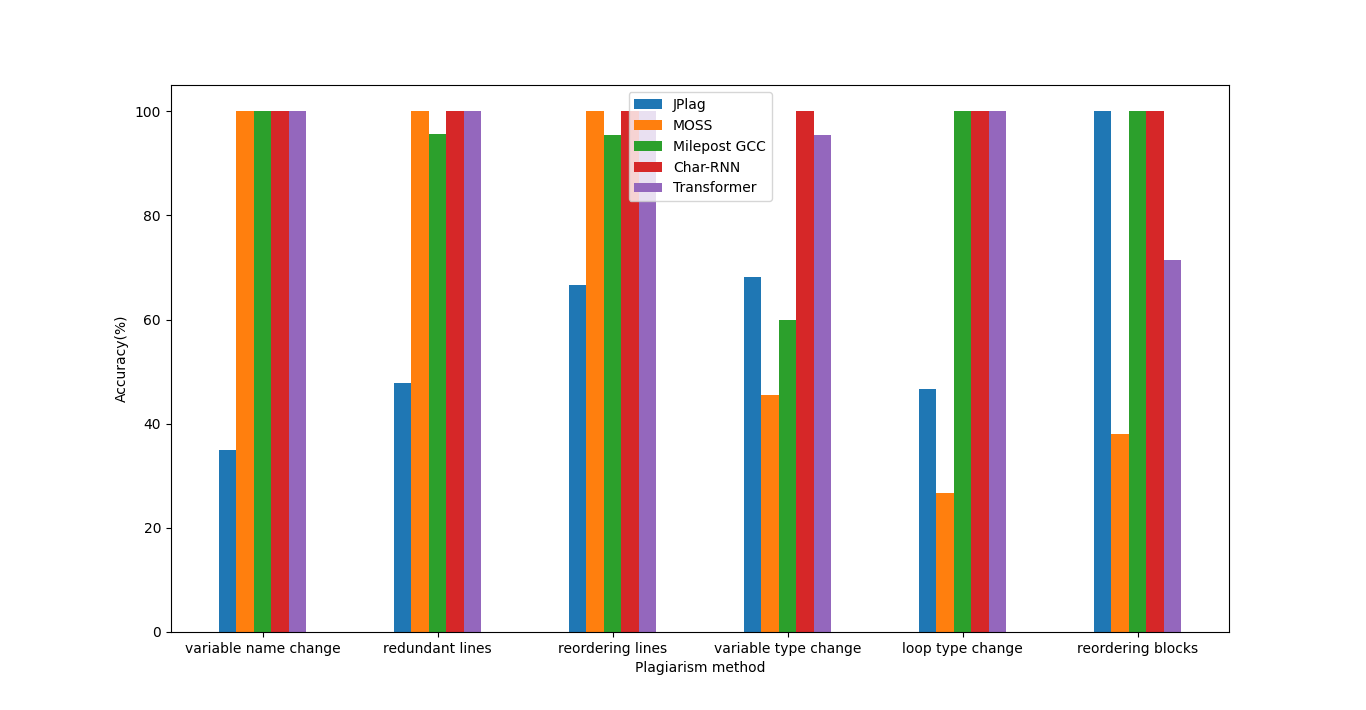 JPlag
MOSS
Milepost GCC
Char-RNN
Transformer
100
80
60
40
20
0
Accuracy(%)
variable name change
redundant lines
reordering lines
variable type change
loop type change
reordering blocks
Plagiarism method